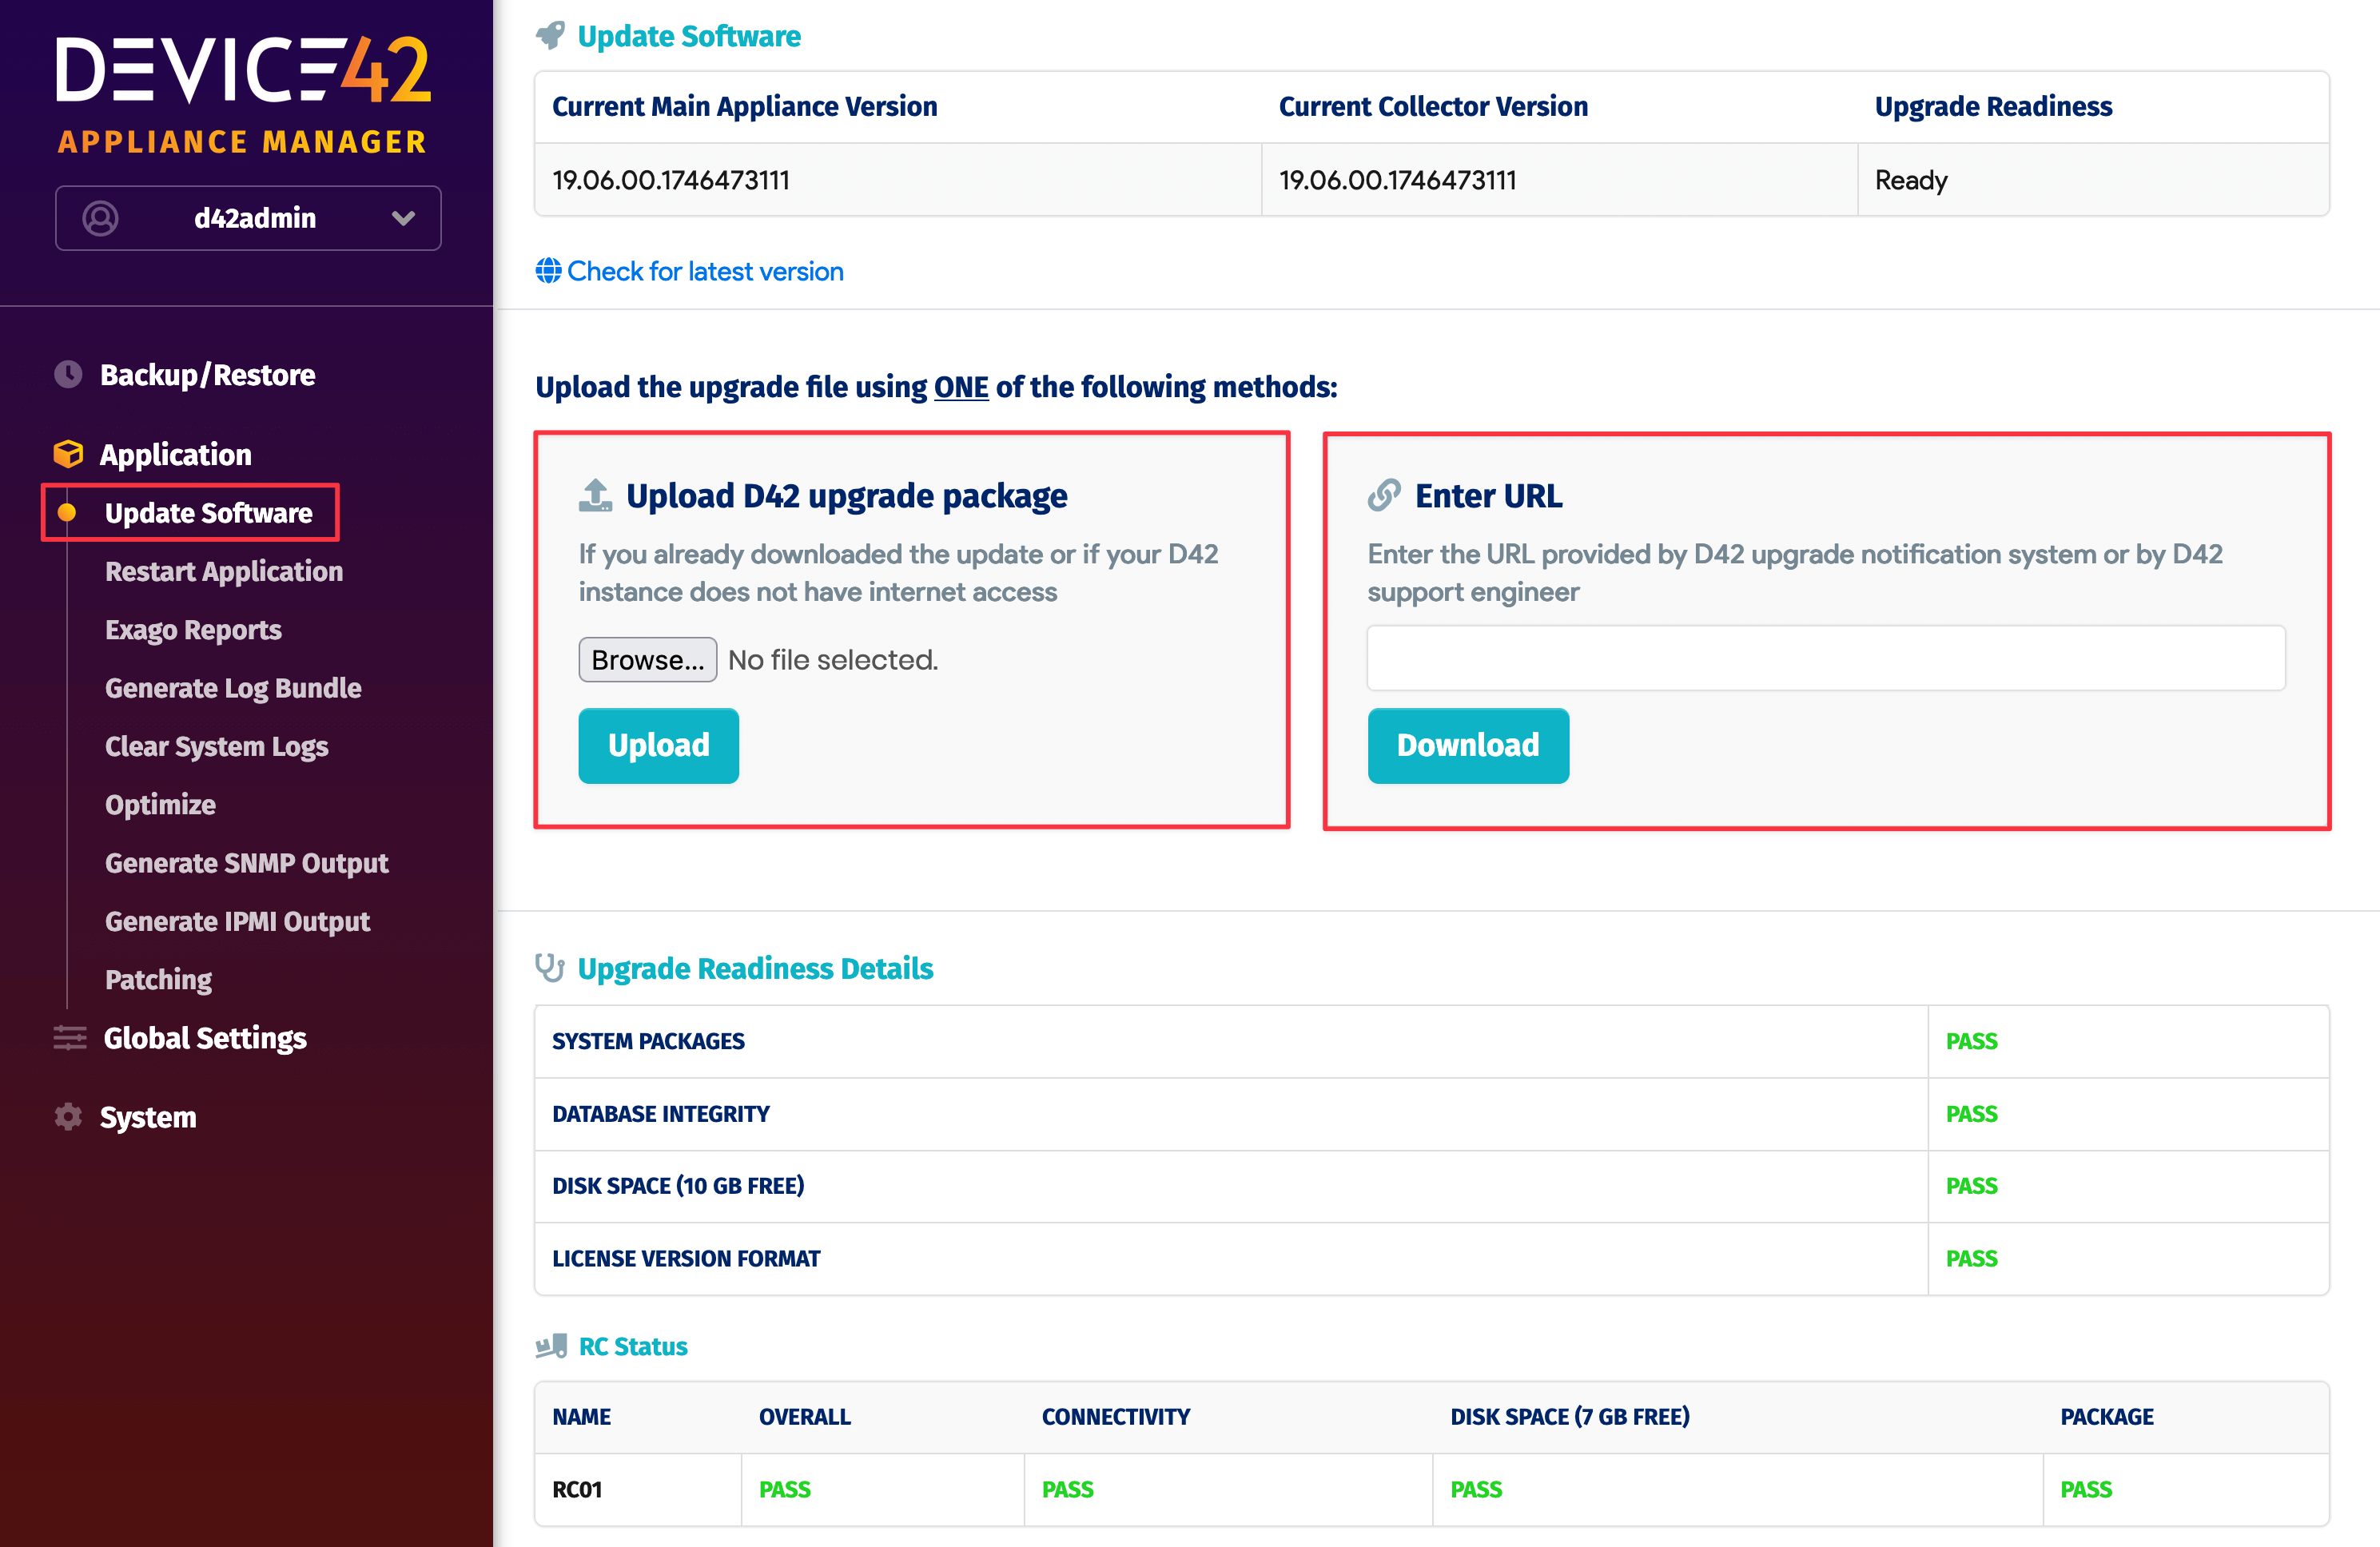 DEVICE42
APPLIANCE MANAGER
d42admin
Backup/Restore
Application
Update Software
Restart Application
Exago Reports
Generate Log Bundle
Clear System Logs
Optimize
Generate SNMP Output
Generate IPMI Output
Patching
Global Settings
System
Update Software
Current Main Appliance Version Current Collector Version Upgrade Readiness
19.06.00.1746473111 19.06.00.1746473111 Ready
Check for latest version
Upload the upgrade file using ONE of the following methods:
Upload D42 upgrade package
If you already downloaded the update or if your D42
instance does not have internet access
Browse... No file selected.
Upload
Enter URL
Enter the URL provided by D42 upgrade notification system or by D42
support engineer
Download
Upgrade Readiness Details
SYSTEM PACKAGES PASS
DATABASE INTEGRITY PASS
DISK SPACE (10 GB FREE) PASS
LICENSE VERSION FORMAT PASS
RC Status
NAME OVERALL CONNECTIVITY DISK SPACE (7 GB FREE) PACKAGE
RC01 PASS PASS PASS PASS